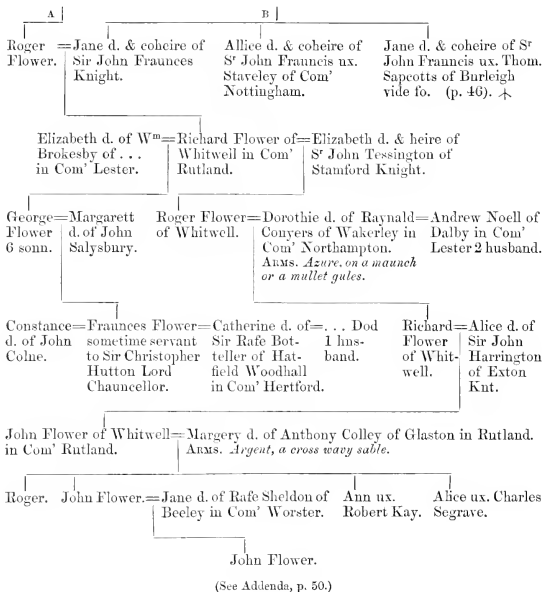 A B
Roger Flower. = Jane d. & coheire of Sir John Fraunces Knight.
Allice d. & coheire of Sʳ John Frauncis ux. Staveley of Com' Nottingham.
Jane d. & coheire of Sʳ John Frauncis ux. Thom. Sapcotts of Burleigh vide fo. (p. 46).
Elizabeth d. of Wᵐ Brokesby of . . . in Com' Lester. = Richard Flower of Whitwell in Com' Rutland. = Elizabeth d. & heire of Sʳ John Tessington of Stamford Knight.
George Flower 6 sonn. = Margarett d. of John Salysbury.
Roger Flower of Whitwell. = Dorothie d. of Raynald Conyers of Wakerley in Com' Northampton. Arms. Azure, on a maunch or a mullet gules. = Andrew Noell of Dalby in Com' Lester 2 husband.
Constance d. of John Colne. = Fraunces Flower sometime servant to Sir Christopher Hutton Lord Chauncellor. = Catherine d. of Sir Rafe Botteller of Hatfield Woodhall in Com' Hertford. = . . . Dod 1 husband.
Richard Flower of Whitwell. = Alice d. of Sir John Harrington of Exton Knt.
John Flower of Whitwell in Com' Rutland. = Margery d. of Anthony Colley of Glaston in Rutland. Arms. Argent, a cross wavy sable.
Roger.
John Flower. = Jane d. of Rafe Sheldon of Beeley in Com' Worster.
Ann ux. Robert Kay.
Alice ux. Charles Segrave.
John Flower.
(See Addenda, p. 50.)